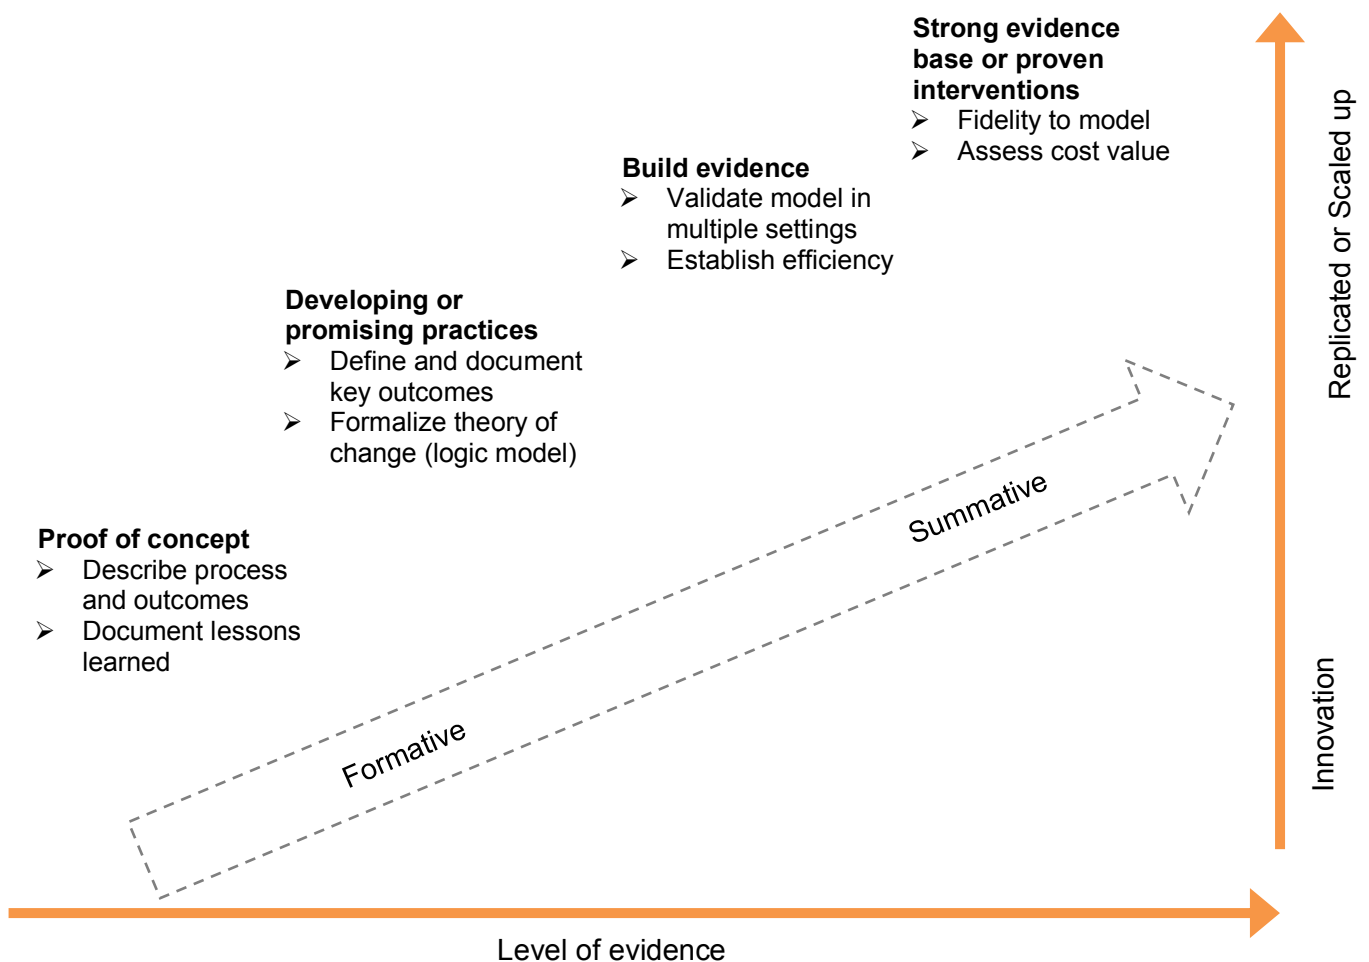 Strong evidence
base or proven
interventions
➢ Fidelity to model
➢ Assess cost value
Build evidence
➢ Validate model in
multiple settings
➢ Establish efficiency
Developing or
promising practices
➢ Define and document
key outcomes
➢ Formalize theory of
change (logic model)
Proof of concept
➢ Describe process
and outcomes
➢ Document lessons
learned
Formative
Summative
Replicated or Scaled up
Innovation
Level of evidence